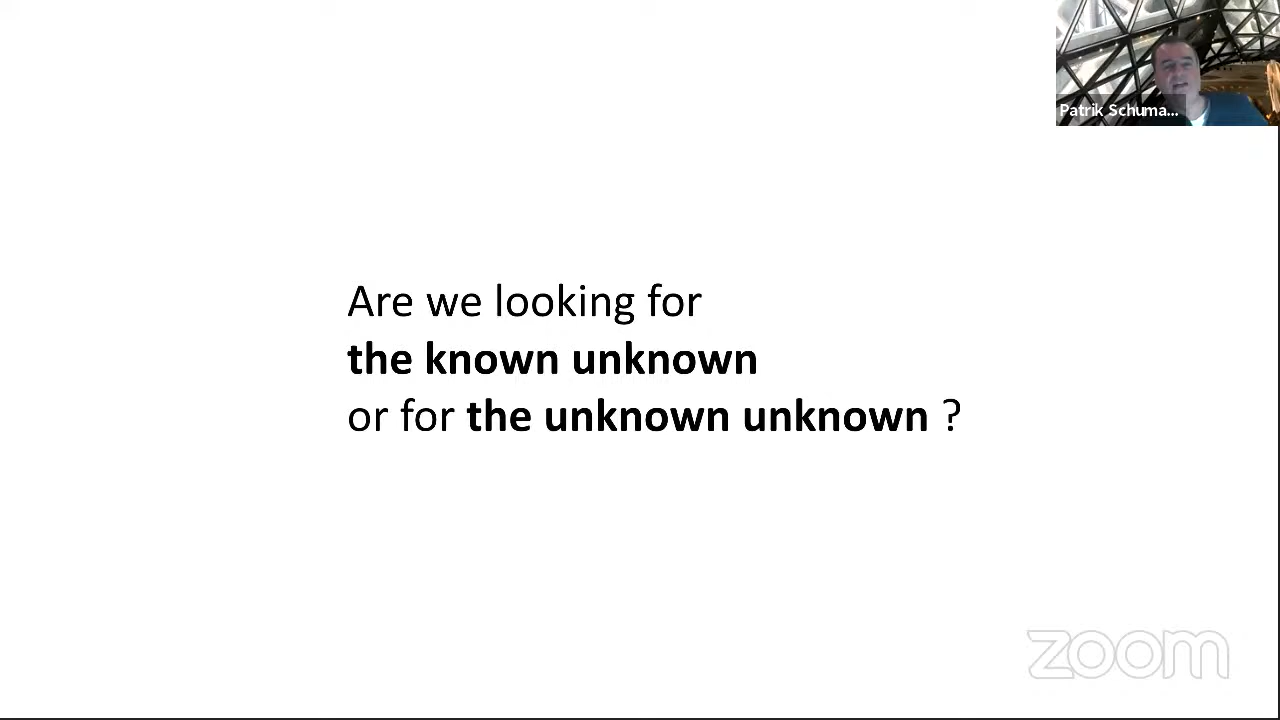 Patrik Schuma...
Are we looking for
the known unknown
or for the unknown unknown ?
zoom